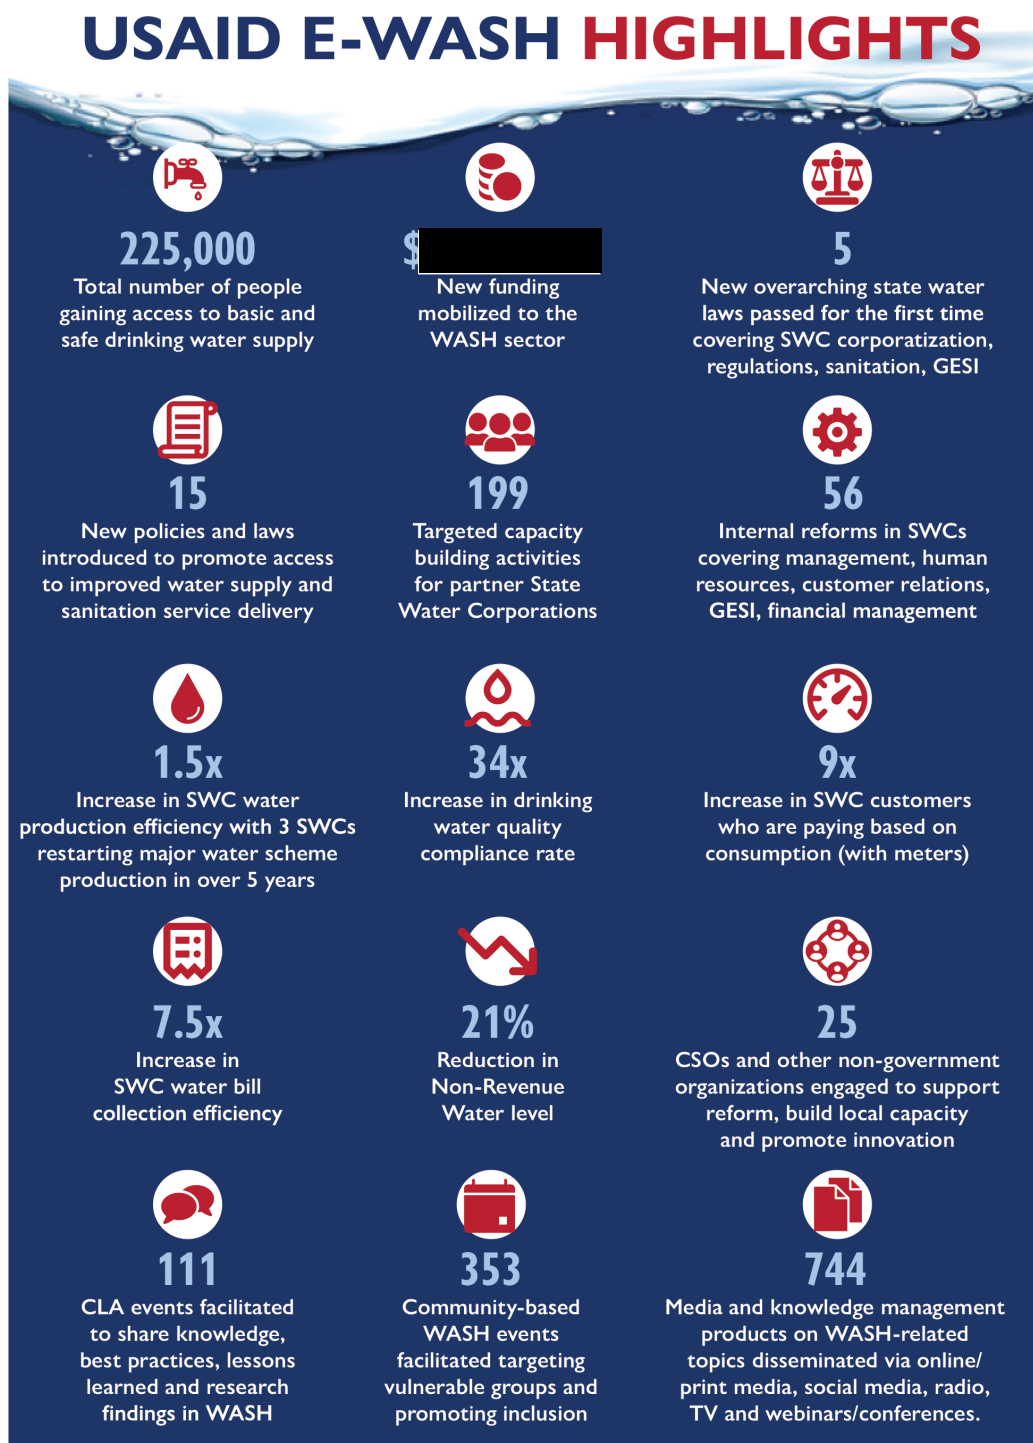 USAID E-WASH HIGHLIGHTS
225,000
Total number of people
gaining access to basic and
safe drinking water supply
$
New funding
mobilized to the
WASH sector
5
New overarching state water
laws passed for the first time
covering SWC corporatization,
regulations, sanitation, GESI
15
New policies and laws
introduced to promote access
to improved water supply and
sanitation service delivery
199
Targeted capacity
building activities
for partner State
Water Corporations
56
Internal reforms in SWCs
covering management, human
resources, customer relations,
GESI, financial management
1.5x
Increase in SWC water
production efficiency with 3 SWCs
restarting major water scheme
production in over 5 years
34x
Increase in drinking
water quality
compliance rate
9x
Increase in SWC customers
who are paying based on
consumption (with meters)
7.5x
Increase in
SWC water bill
collection efficiency
21%
Reduction in
Non-Revenue
Water level
25
CSOs and other non-government
organizations engaged to support
reform, build local capacity
and promote innovation
111
CLA events facilitated
to share knowledge,
best practices, lessons
learned and research
findings in WASH
353
Community-based
WASH events
facilitated targeting
vulnerable groups and
promoting inclusion
744
Media and knowledge management
products on WASH-related
topics disseminated via online/
print media, social media, radio,
TV and webinars/conferences.